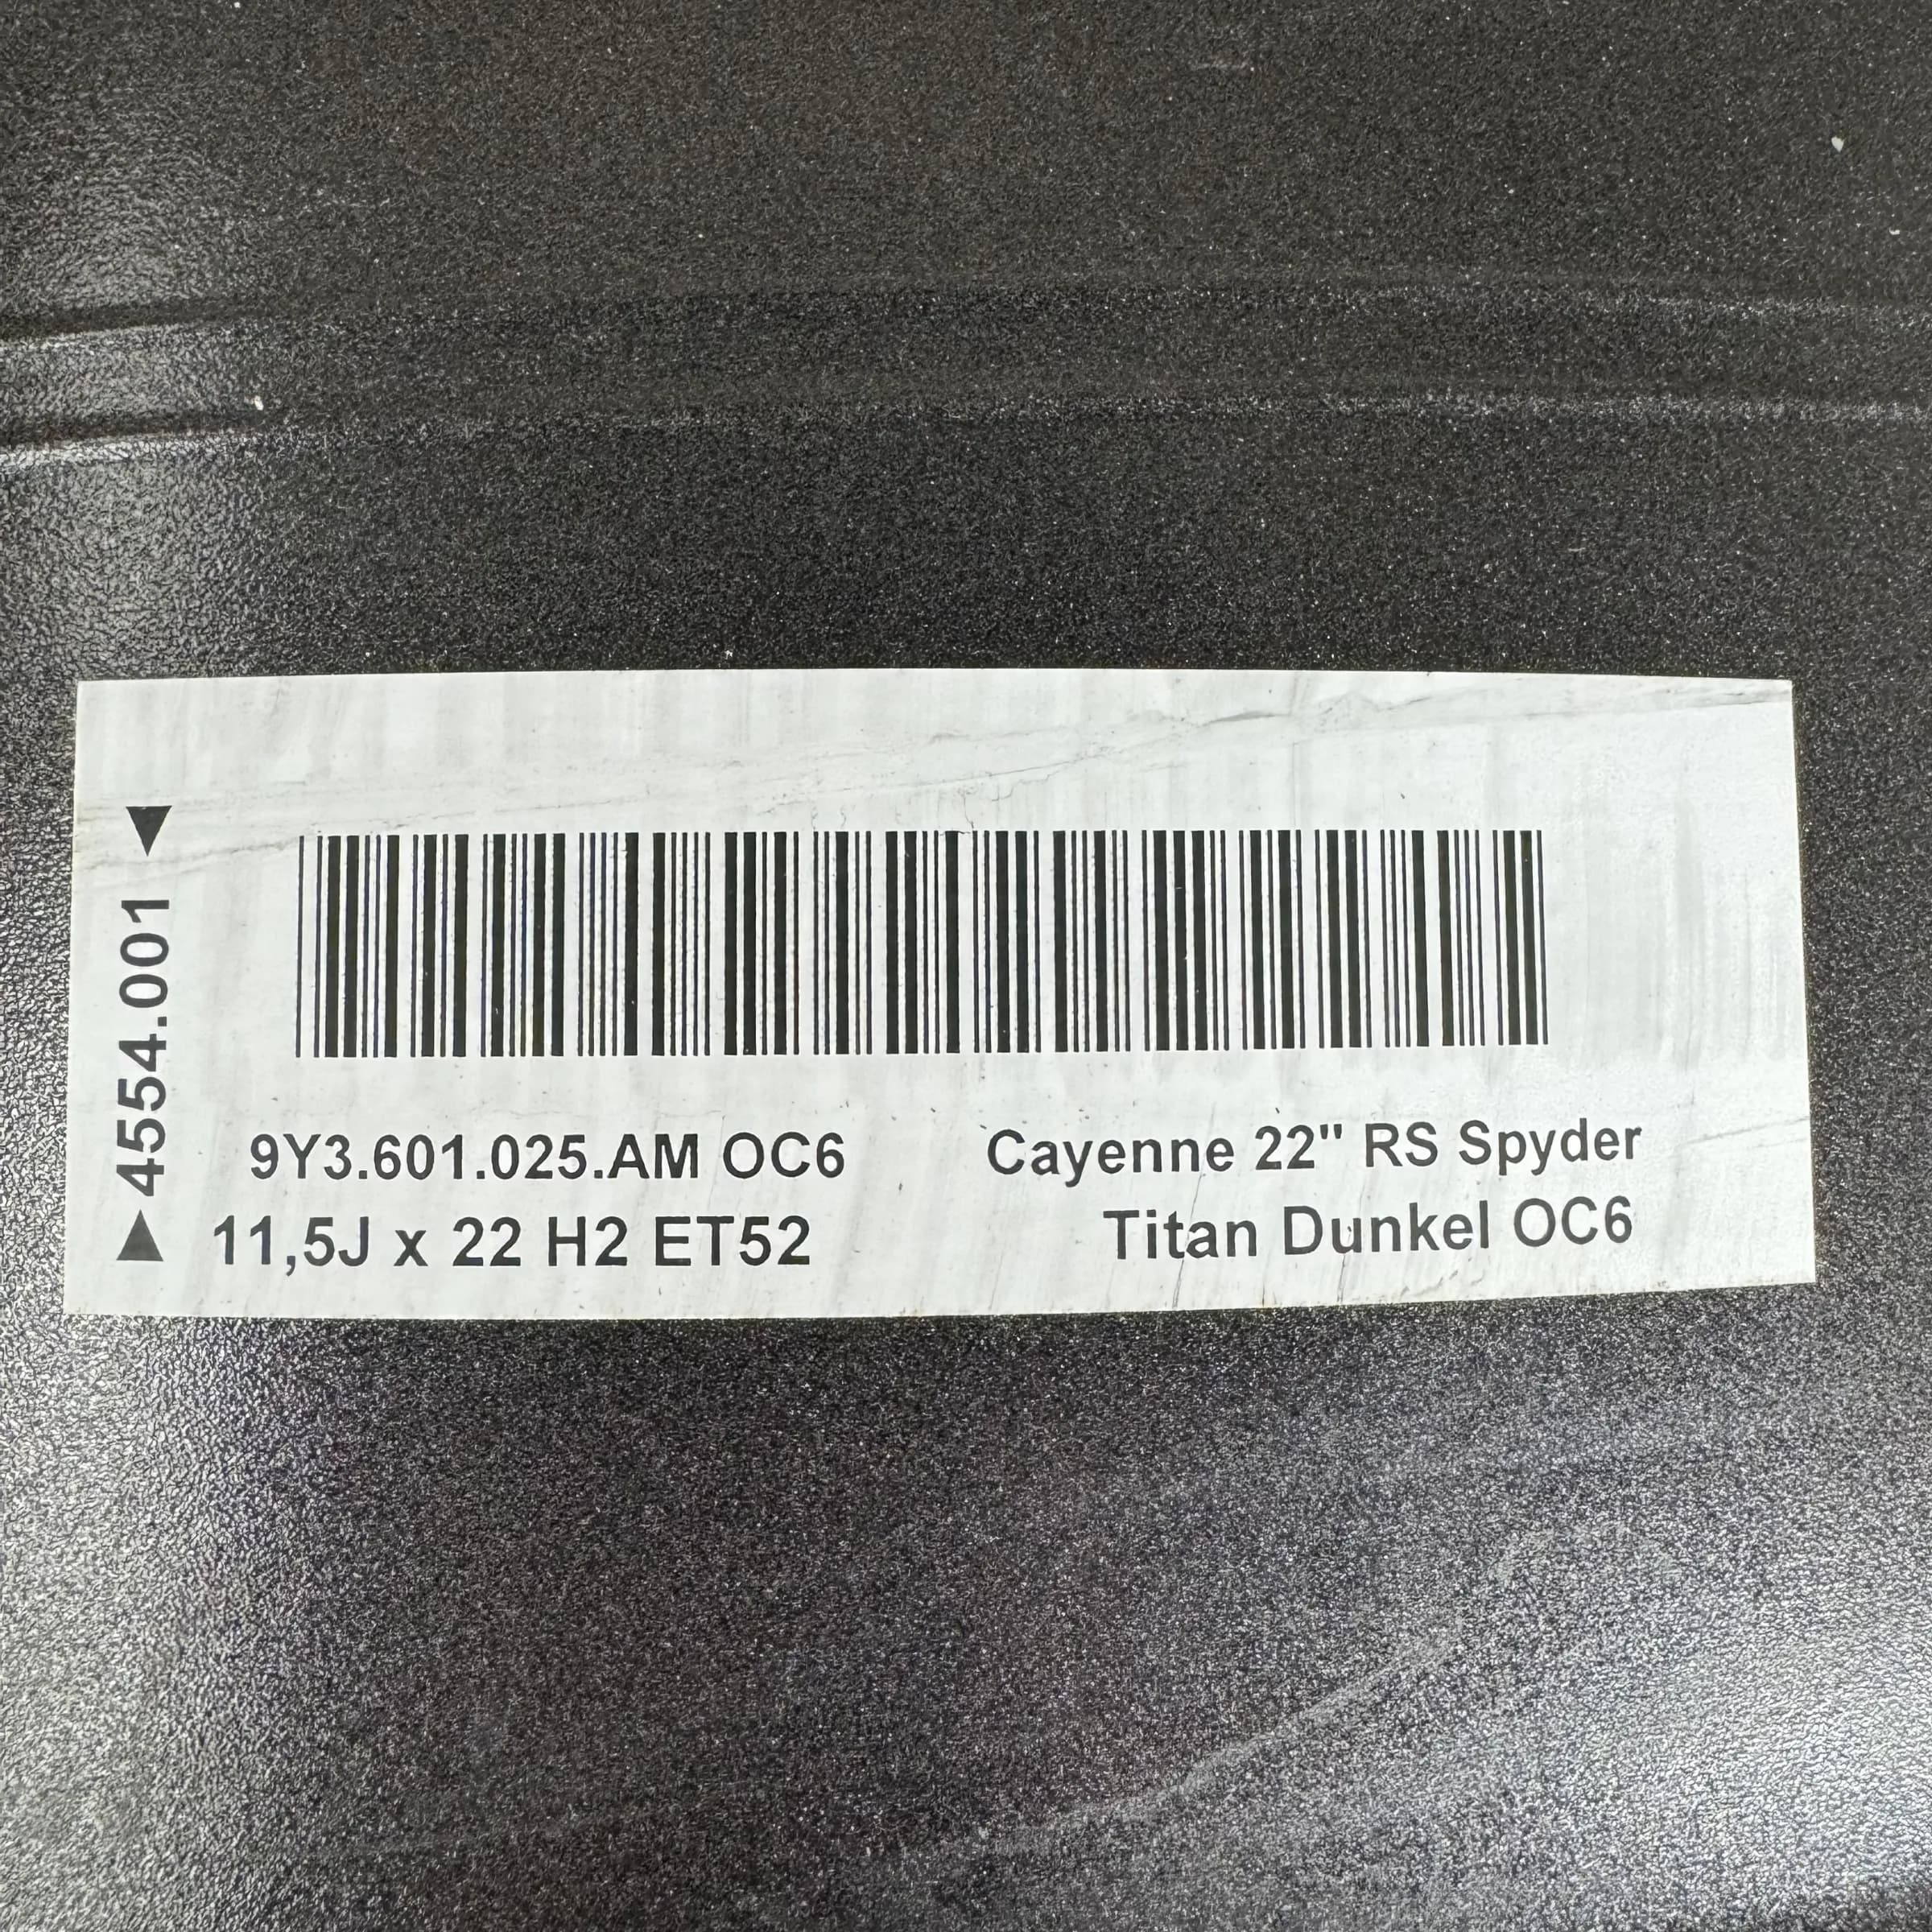 4554.001
9Y3.601.025.AM OC6
11,5J x 22 H2 ET52
Cayenne 22" RS Spyder
Titan Dunkel OC6